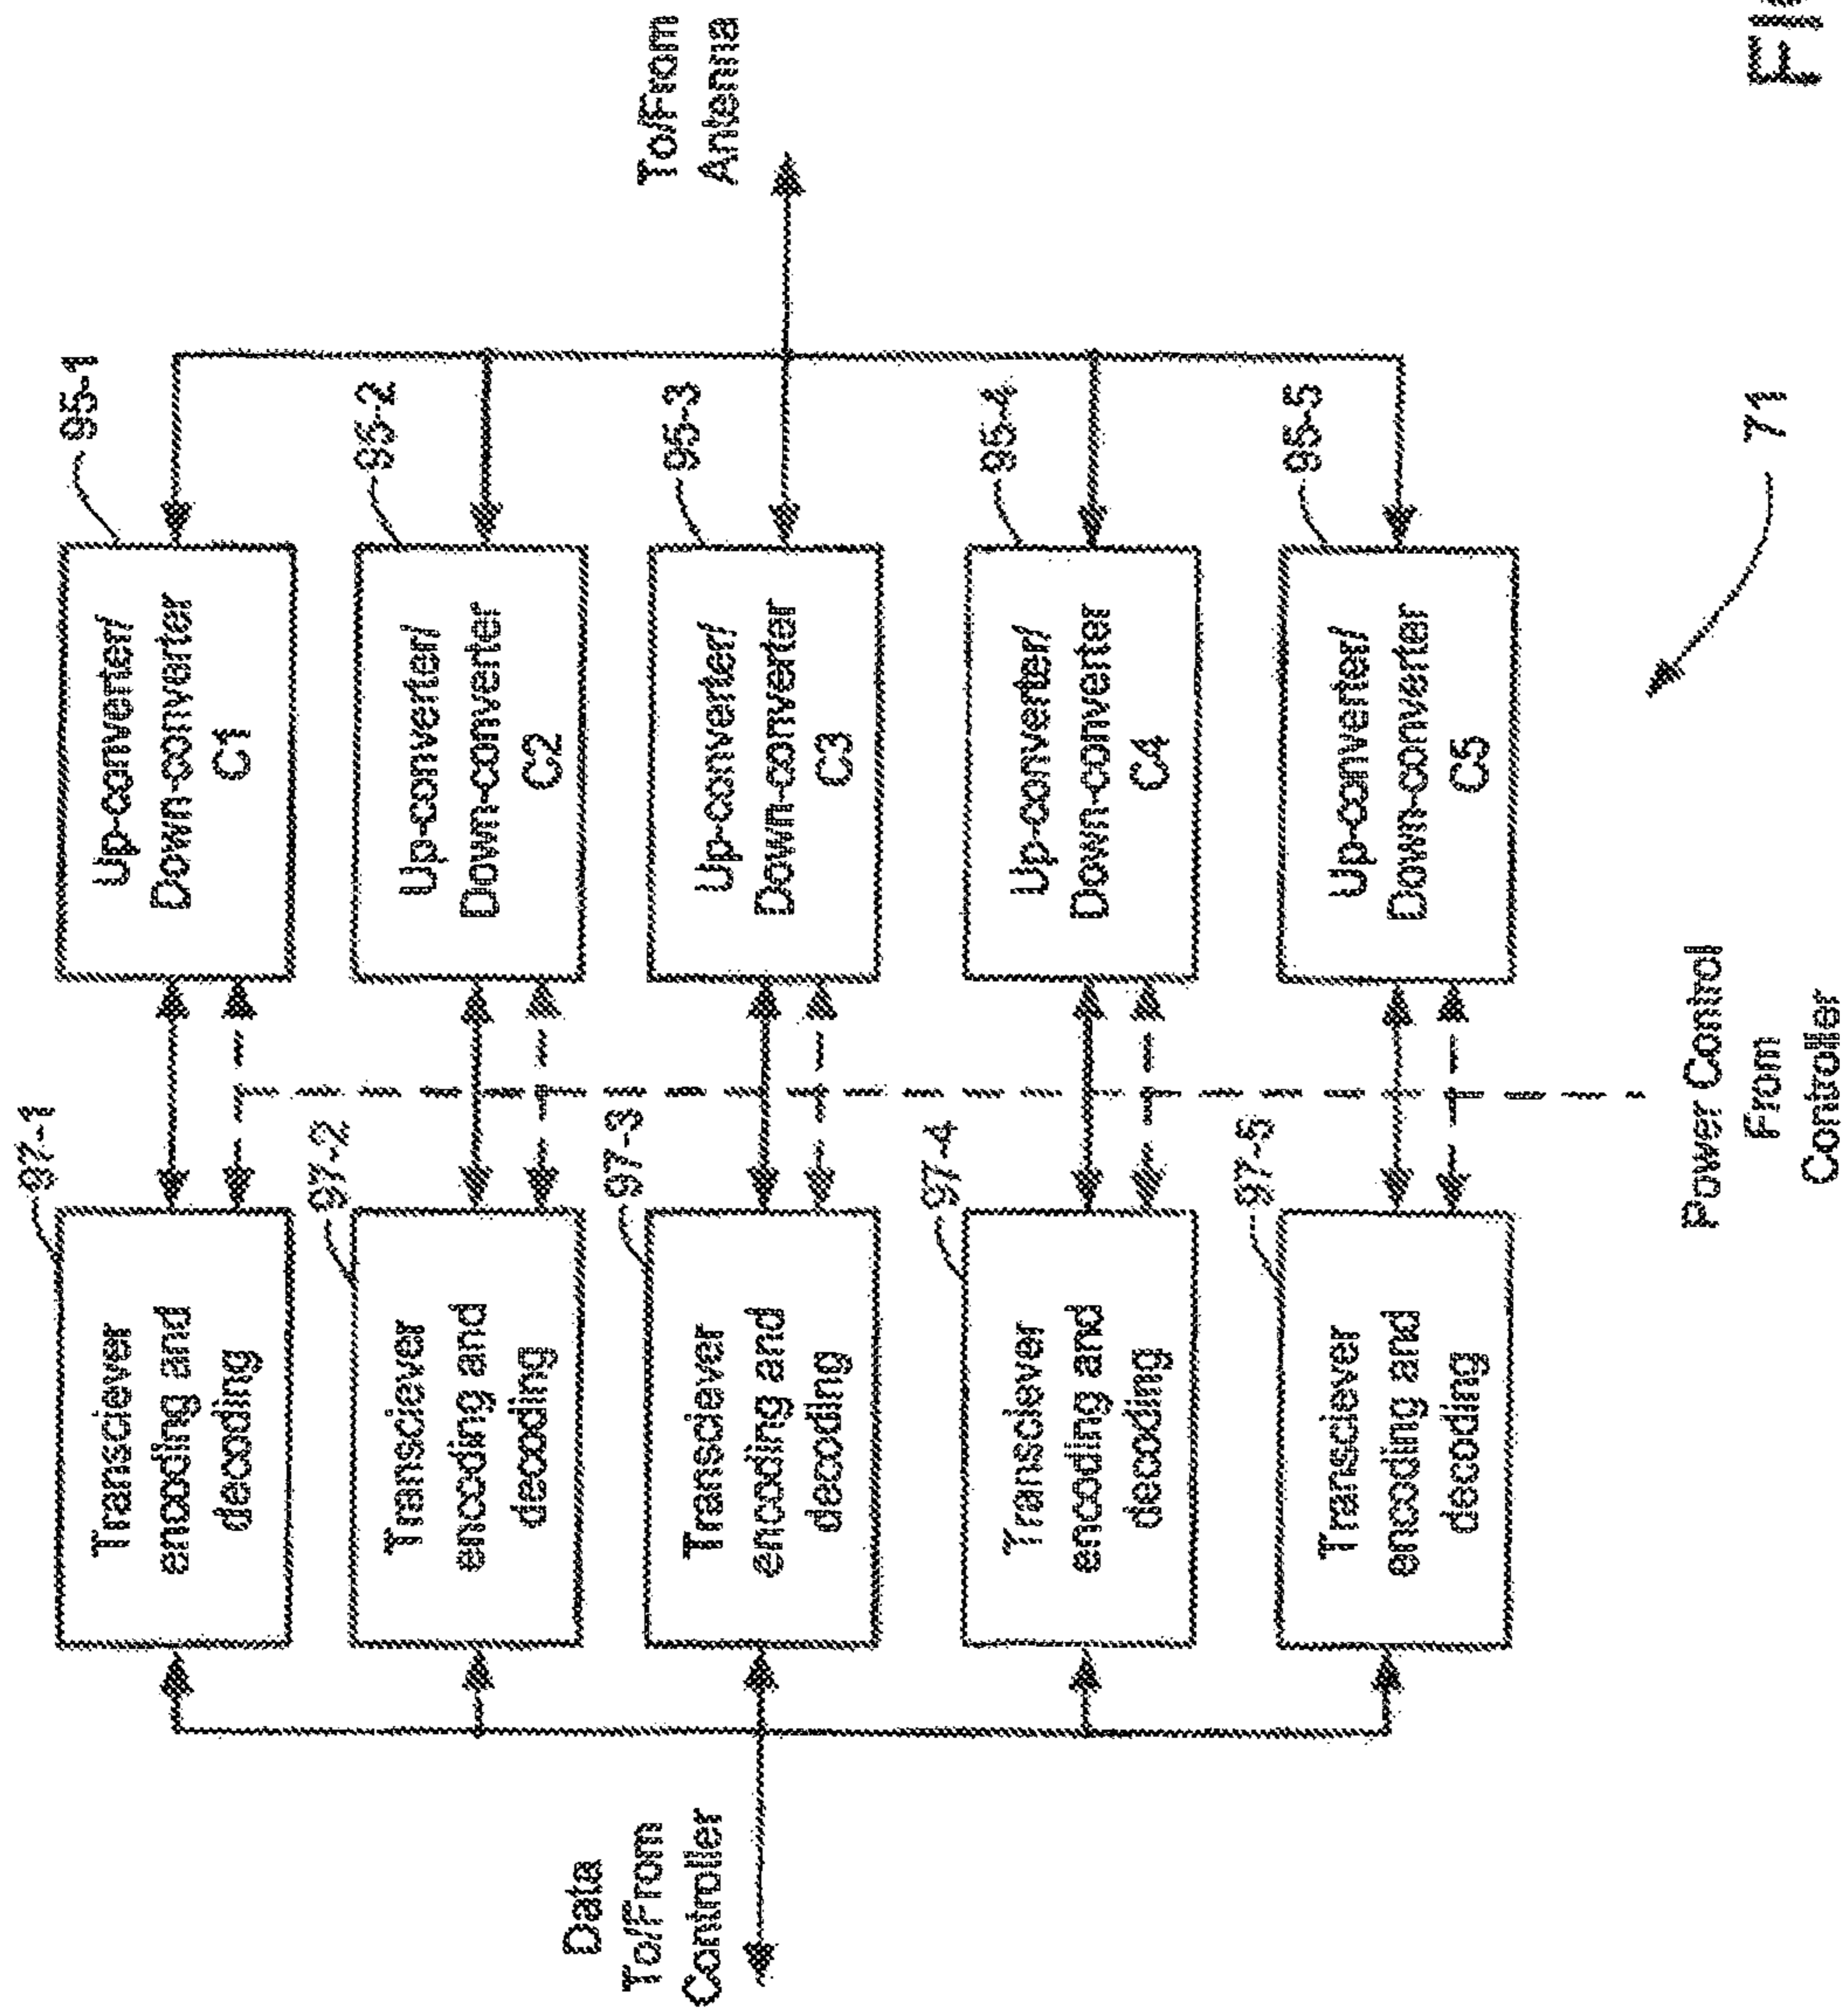 97-1
95-1
Transciever
encoding and
decoding
Up-converter/
Down-converter
C1
97-2
95-2
Transciever
encoding and
decoding
Up-converter/
Down-converter
C2
To/From
Antenna
Data
To/From
Controller
97-3
95-3
Transciever
encoding and
decoding
Up-converter/
Down-converter
C3
97-4
95-4
Transciever
encoding and
decoding
Up-converter/
Down-converter
C4
97-5
95-5
Transciever
encoding and
decoding
Up-converter/
Down-converter
C5
Power Control
From
Controller
71